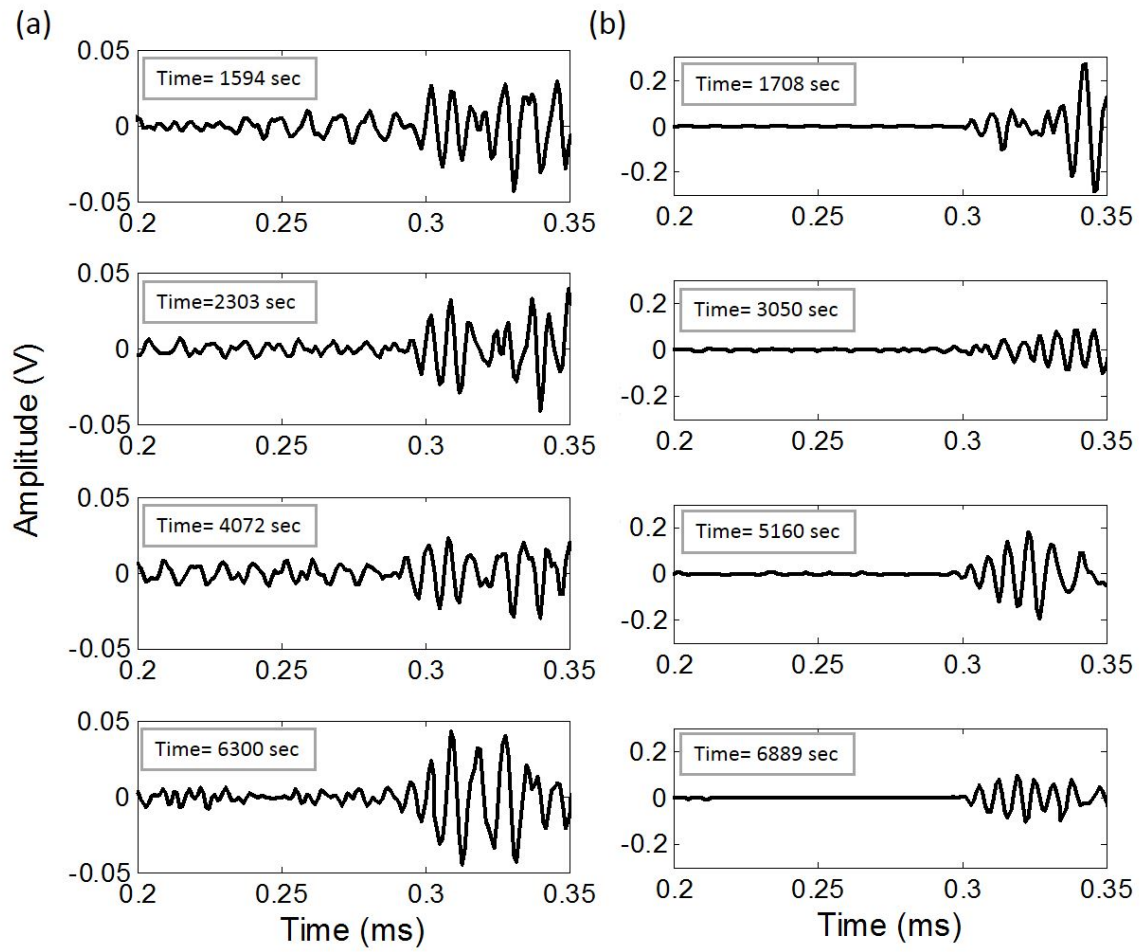 (a)
(b)
0.05
Time= 1594 sec
0
-0.05
0.2 0.25 0.3 0.35
0.2
Time= 1708 sec
0
-0.2
0.2 0.25 0.3 0.35
0.05
Time=2303 sec
0
-0.05
0.2 0.25 0.3 0.35
0.2
Time= 3050 sec
0
-0.2
0.2 0.25 0.3 0.35
Amplitude (V)
0.05
Time= 4072 sec
0
-0.05
0.2 0.25 0.3 0.35
0.2
Time= 5160 sec
0
-0.2
0.2 0.25 0.3 0.35
0.05
Time= 6300 sec
0
-0.05
0.2 0.25 0.3 0.35
Time (ms)
0.2
Time= 6889 sec
0
-0.2
0.2 0.25 0.3 0.35
Time (ms)